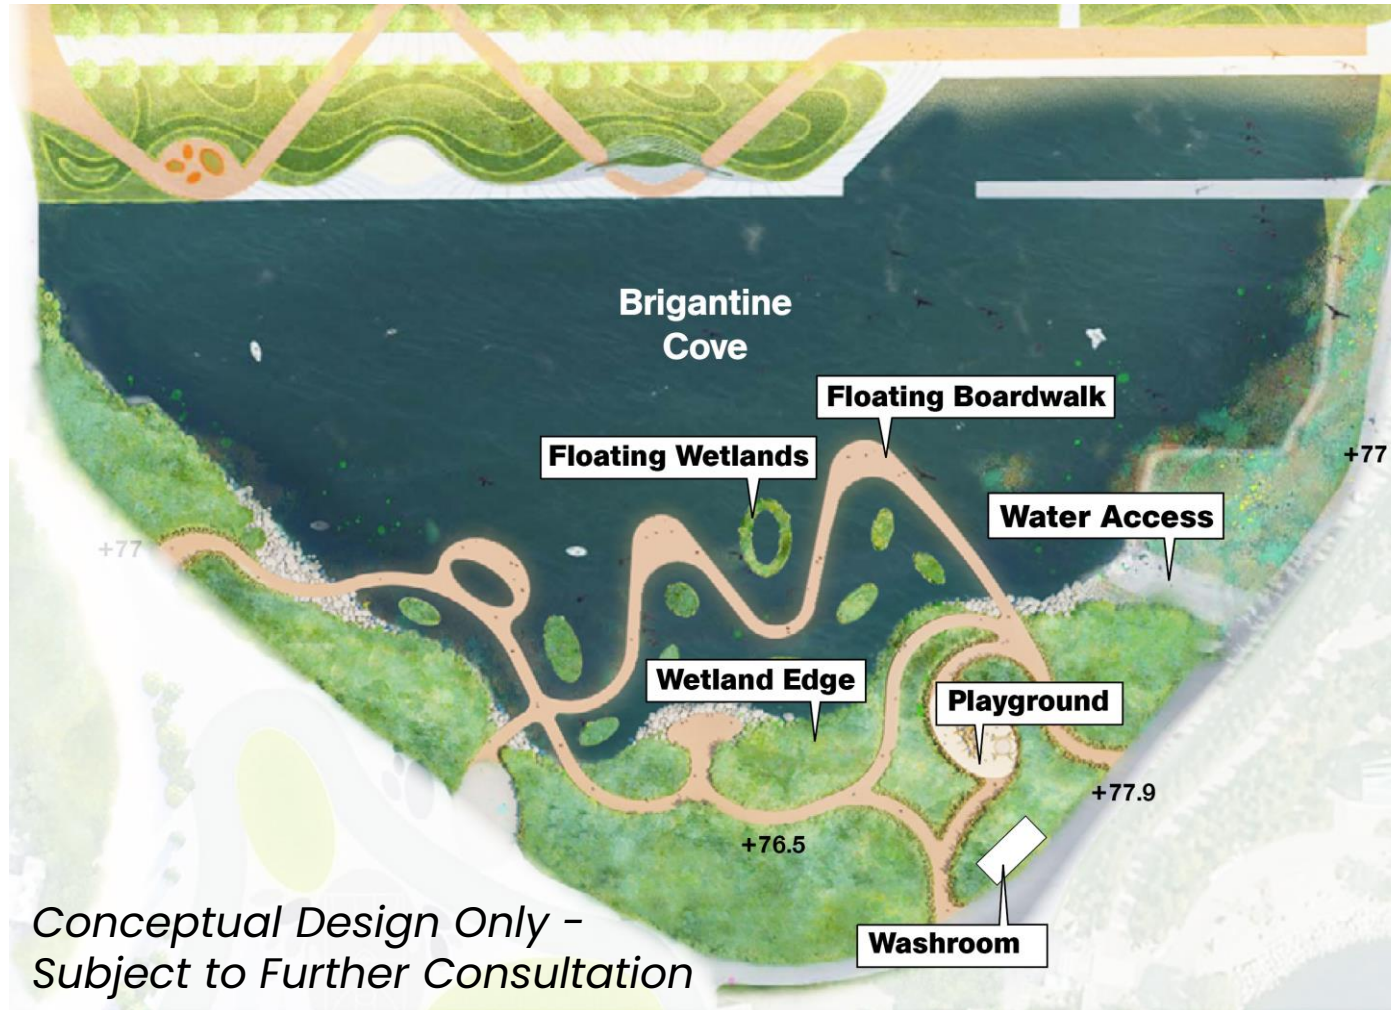 Brigantine
Cove
Floating Boardwalk
Floating Wetlands
+77
Water Access
+77
Wetland Edge
Playground
+77.9
+76.5
Washroom
Conceptual Design Only -
Subject to Further Consultation